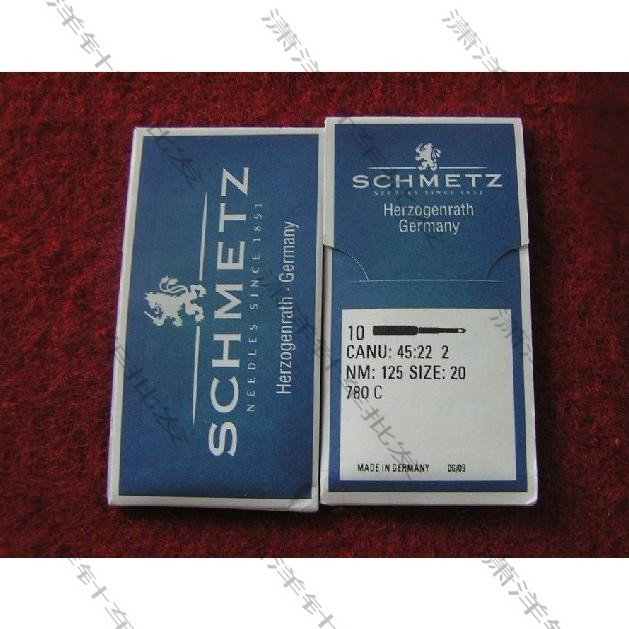 SCHMETZ
NEEDLES SINCE 1851
Herzogenrath · Germany
SCHMETZ
NEEDLES SINCE 1851
Herzogenrath
Germany
10
CANU: 45:22 2
NM: 125 SIZE: 20
780 C
MADE IN GERMANY 06/09